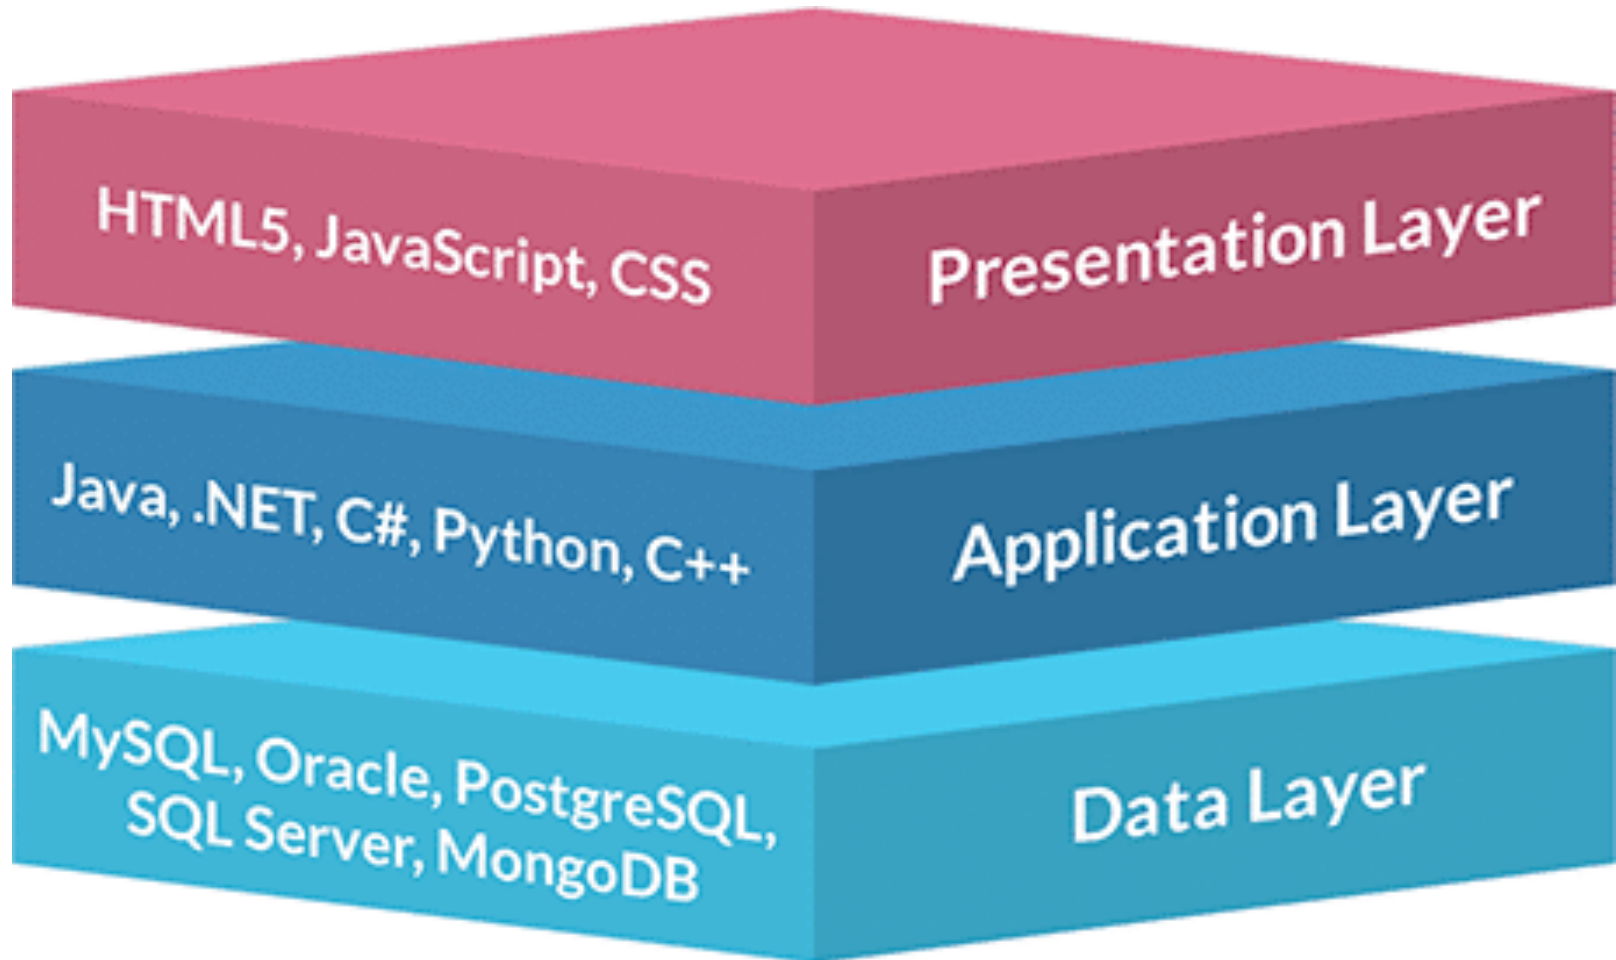 HTML5, JavaScript, CSS
Presentation Layer
Java, .NET, C#, Python, C++
Application Layer
MySQL, Oracle, PostgreSQL,
SQL Server, MongoDB
Data Layer